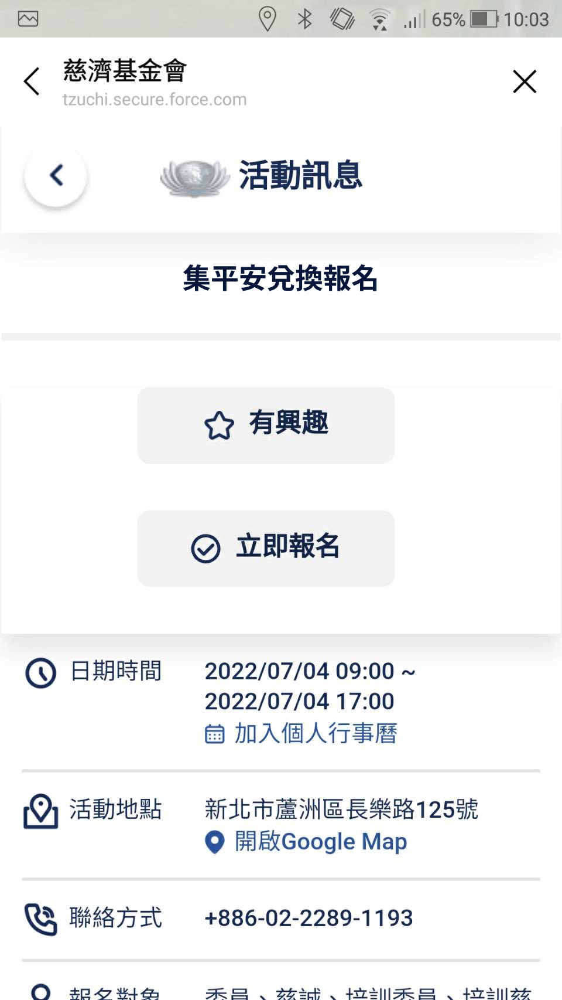 65% 10:03
慈濟基金會
tzuchi.secure.force.com
活動訊息
集平安兌換報名
有興趣
立即報名
日期時間
2022/07/04 09:00 ~
2022/07/04 17:00
加入個人行事曆
活動地點
新北市蘆洲區長樂路125號
開啟Google Map
聯絡方式
+886-02-2289-1193
報名對象
委員、慈誠、培訓委員、培訓慈